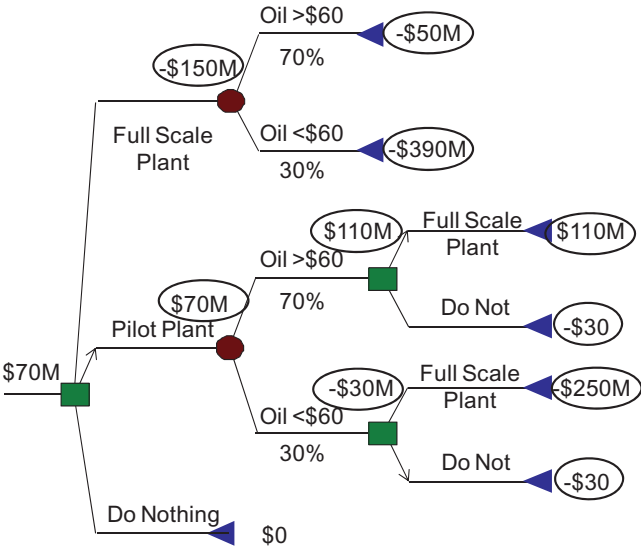 Oil >$60
-$50M
70%
-$150M
Full Scale
Plant
Oil <$60
-$390M
30%
Full Scale
Plant
$110M
$110M
Oil >$60
70%
$70M
Pilot Plant
Do Not
-$30
$70M
Full Scale
Plant
-$250M
-$30M
Oil <$60
30%
Do Not
-$30
Do Nothing
$0